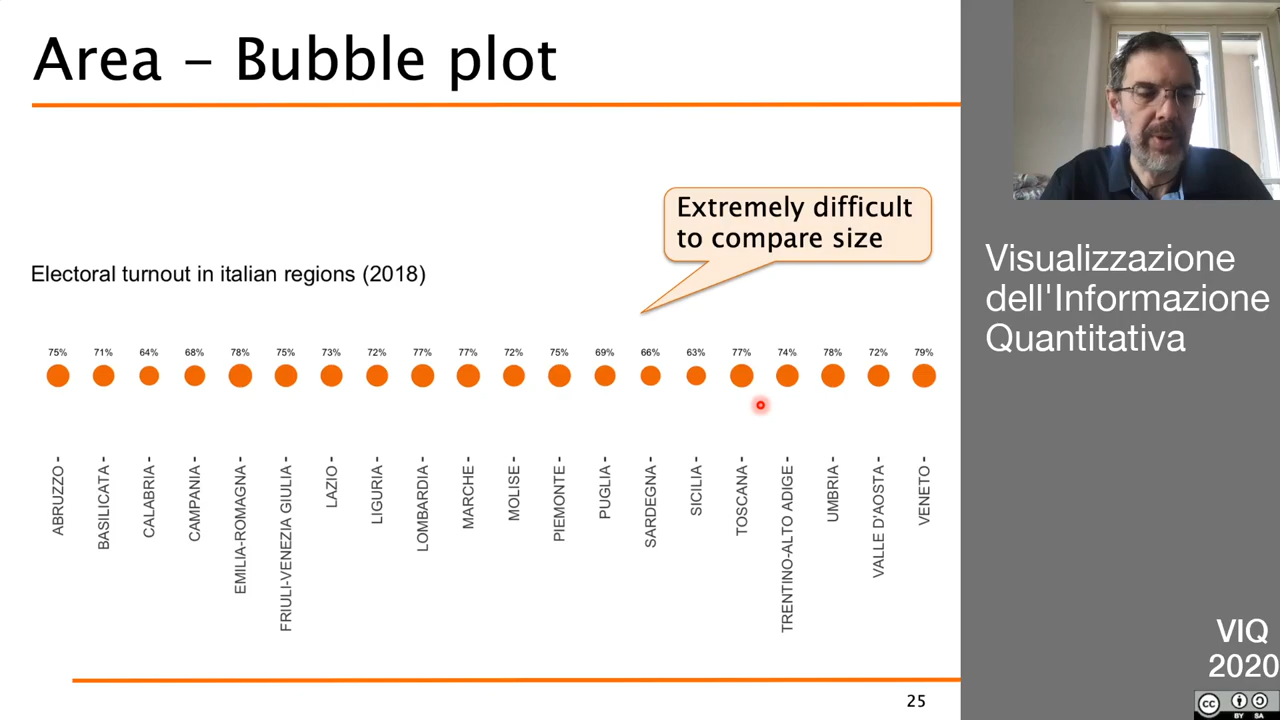 Area – Bubble plot
Extremely difficult
to compare size
Electoral turnout in italian regions (2018)
75% 71% 64% 68% 78% 75% 73% 72% 77% 77% 72% 75% 69% 66% 63% 77% 74% 78% 72% 79%
ABRUZZO -
BASILICATA -
CALABRIA -
CAMPANIA -
EMILIA-ROMAGNA -
FRIULI-VENEZIA GIULIA -
LAZIO -
LIGURIA -
LOMBARDIA -
MARCHE -
MOLISE -
PIEMONTE -
PUGLIA -
SARDEGNA -
SICILIA -
TOSCANA -
TRENTINO-ALTO ADIGE -
UMBRIA -
VALLE D'AOSTA -
VENETO -
25
Visualizzazione
dell'Informazione
Quantitativa
VIQ
2020
cc
BY SA